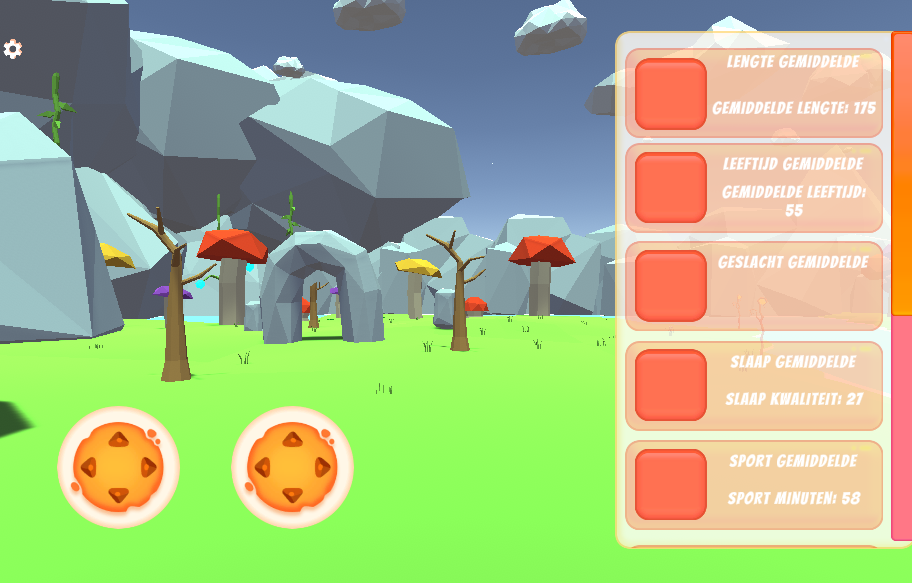 LENGTE GEMIDDELDE
GEMIDDELDE LENGTE: 175
LEEFTIJD GEMIDDELDE
GEMIDDELDE LEEFTIJD:
55
GESLACHT GEMIDDELDE
SLAAP GEMIDDELDE
SLAAP KWALITEIT: 27
SPORT GEMIDDELDE
SPORT MINUTEN: 58